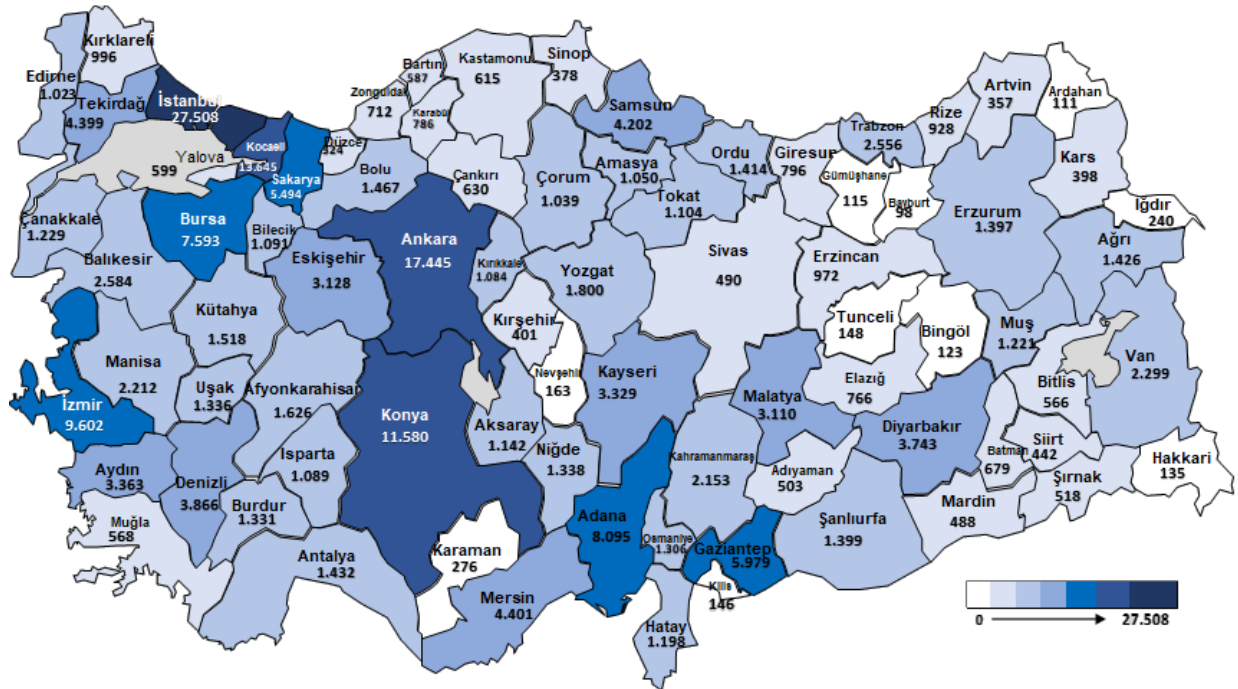 Kırklareli
996
Edirne
1.023
Tekirdağ
4.399
İstanbul
27.508
Kocaeli
13.645
Yalova
599
Sakarya
5.494
Düzce
324
Zonguldak
712
Bartın
587
Karabük
786
Kastamonu
615
Sinop
378
Samsun
4.202
Çanakkale
1.229
Bursa
7.593
Bilecik
1.091
Bolu
1.467
Çankırı
630
Çorum
1.039
Amasya
1.050
Tokat
1.104
Ordu
1.414
Giresun
796
Gümüşhane
115
Bayburt
98
Trabzon
2.556
Rize
928
Artvin
357
Ardahan
111
Kars
398
Iğdır
240
Ağrı
1.426
Erzurum
1.397
Balıkesir
2.584
Kütahya
1.518
Eskişehir
3.128
Ankara
17.445
Kırıkkale
1.084
Kırşehir
401
Yozgat
1.800
Sivas
490
Erzincan
972
Tunceli
148
Bingöl
123
Muş
1.221
Bitlis
566
Van
2.299
İzmir
9.602
Manisa
2.212
Uşak
1.336
Afyonkarahisar
1.626
Konya
11.580
Aksaray
1.142
Nevşehir
163
Niğde
1.338
Kayseri
3.329
Malatya
3.110
Elazığ
766
Diyarbakır
3.743
Batman
679
Siirt
442
Şırnak
518
Hakkari
135
Aydın
3.363
Denizli
3.866
Muğla
568
Burdur
1.331
Isparta
1.089
Antalya
1.432
Karaman
276
Mersin
4.401
Adana
8.095
Osmaniye
1.306
Kahramanmaraş
2.153
Adıyaman
503
Gaziantep
5.979
Kilis
146
Hatay
1.198
Şanlıurfa
1.399
Mardin
488
0
27.508